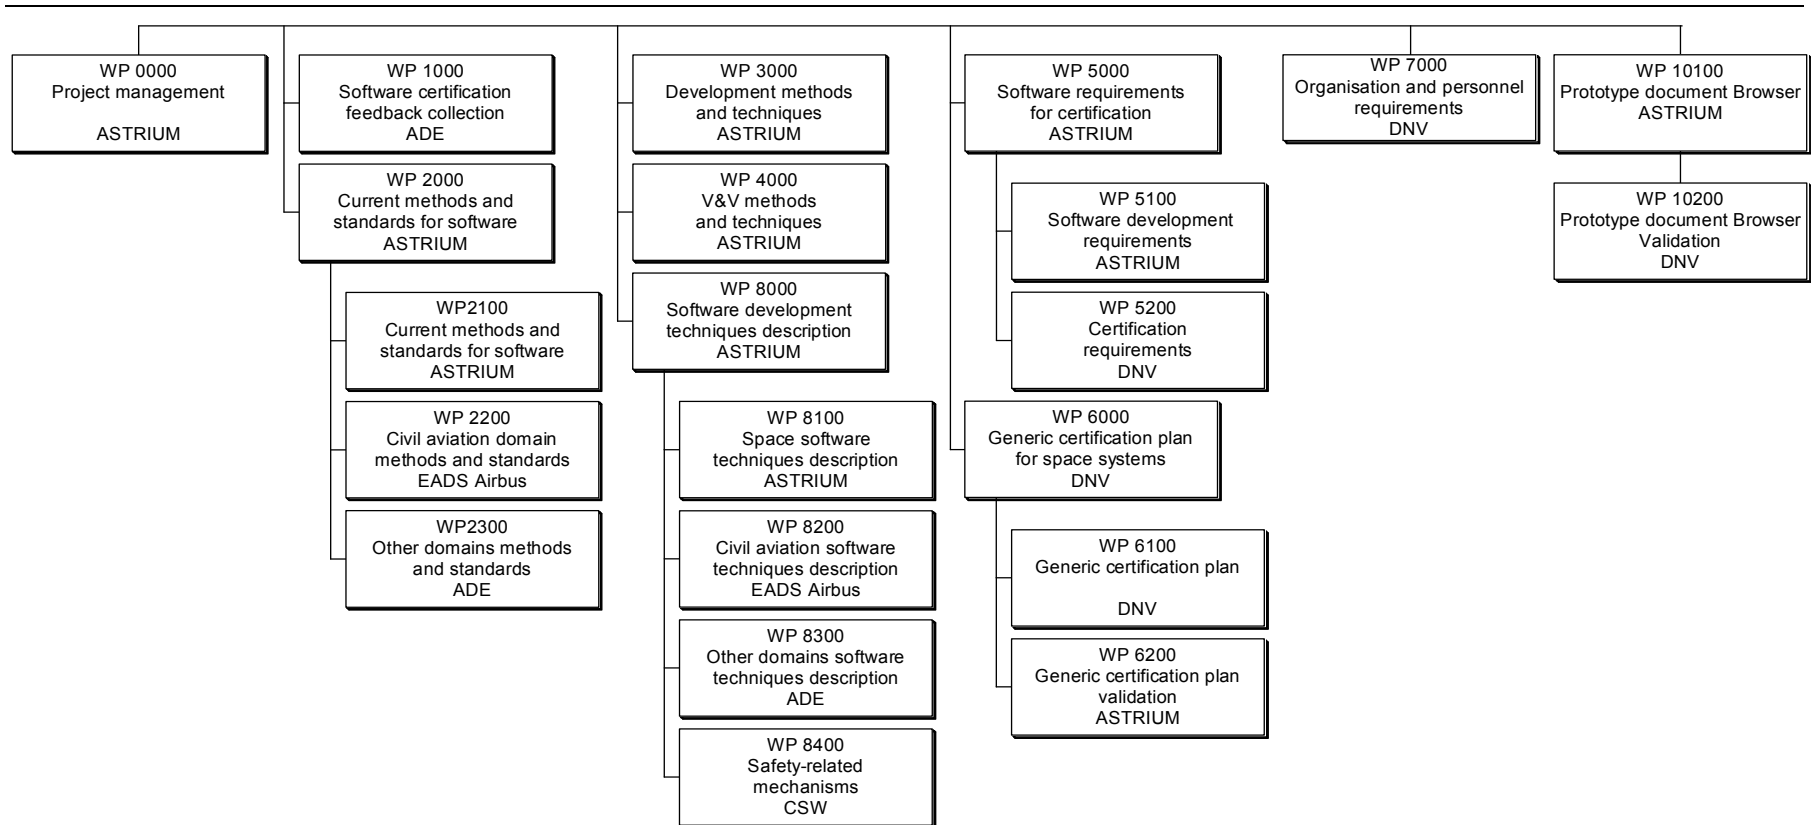 WP 0000
Project management
ASTRIUM
WP 1000
Software certification
feedback collection
ADE
WP 2000
Current methods and
standards for software
ASTRIUM
WP2100
Current methods and
standards for software
ASTRIUM
WP 2200
Civil aviation domain
methods and standards
EADS Airbus
WP2300
Other domains methods
and standards
ADE
WP 3000
Development methods
and techniques
ASTRIUM
WP 4000
V&V methods
and techniques
ASTRIUM
WP 8000
Software development
techniques description
ASTRIUM
WP 8100
Space software
techniques description
ASTRIUM
WP 8200
Civil aviation software
techniques description
EADS Airbus
WP 8300
Other domains software
techniques description
ADE
WP 8400
Safety-related
mechanisms
CSW
WP 5000
Software requirements
for certification
ASTRIUM
WP 5100
Software development
requirements
ASTRIUM
WP 5200
Certification
requirements
DNV
WP 6000
Generic certification plan
for space systems
DNV
WP 6100
Generic certification plan
DNV
WP 6200
Generic certification plan
validation
ASTRIUM
WP 7000
Organisation and personnel
requirements
DNV
WP 10100
Prototype document Browser
ASTRIUM
WP 10200
Prototype document Browser
Validation
DNV